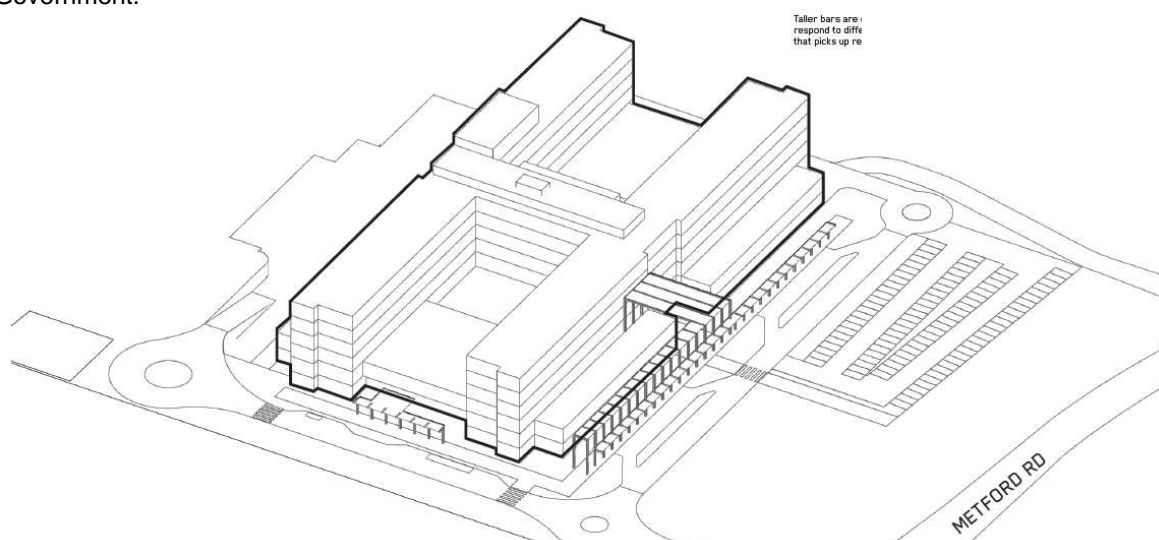 Government.
Taller bars are
respond to
that picks up
METFORD RD